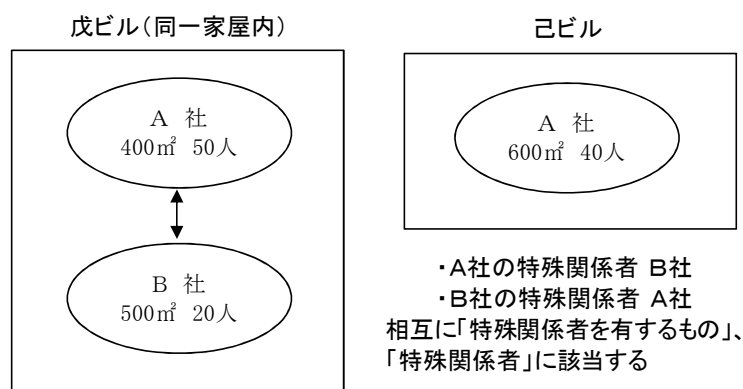 戊ビル(同一家屋内)
A 社
400㎡ 50人
B 社
500㎡ 20人
己ビル
A 社
600㎡ 40人
・A社の特殊関係者 B社
・B社の特殊関係者 A社
相互に「特殊関係者を有するもの」、
「特殊関係者」に該当する